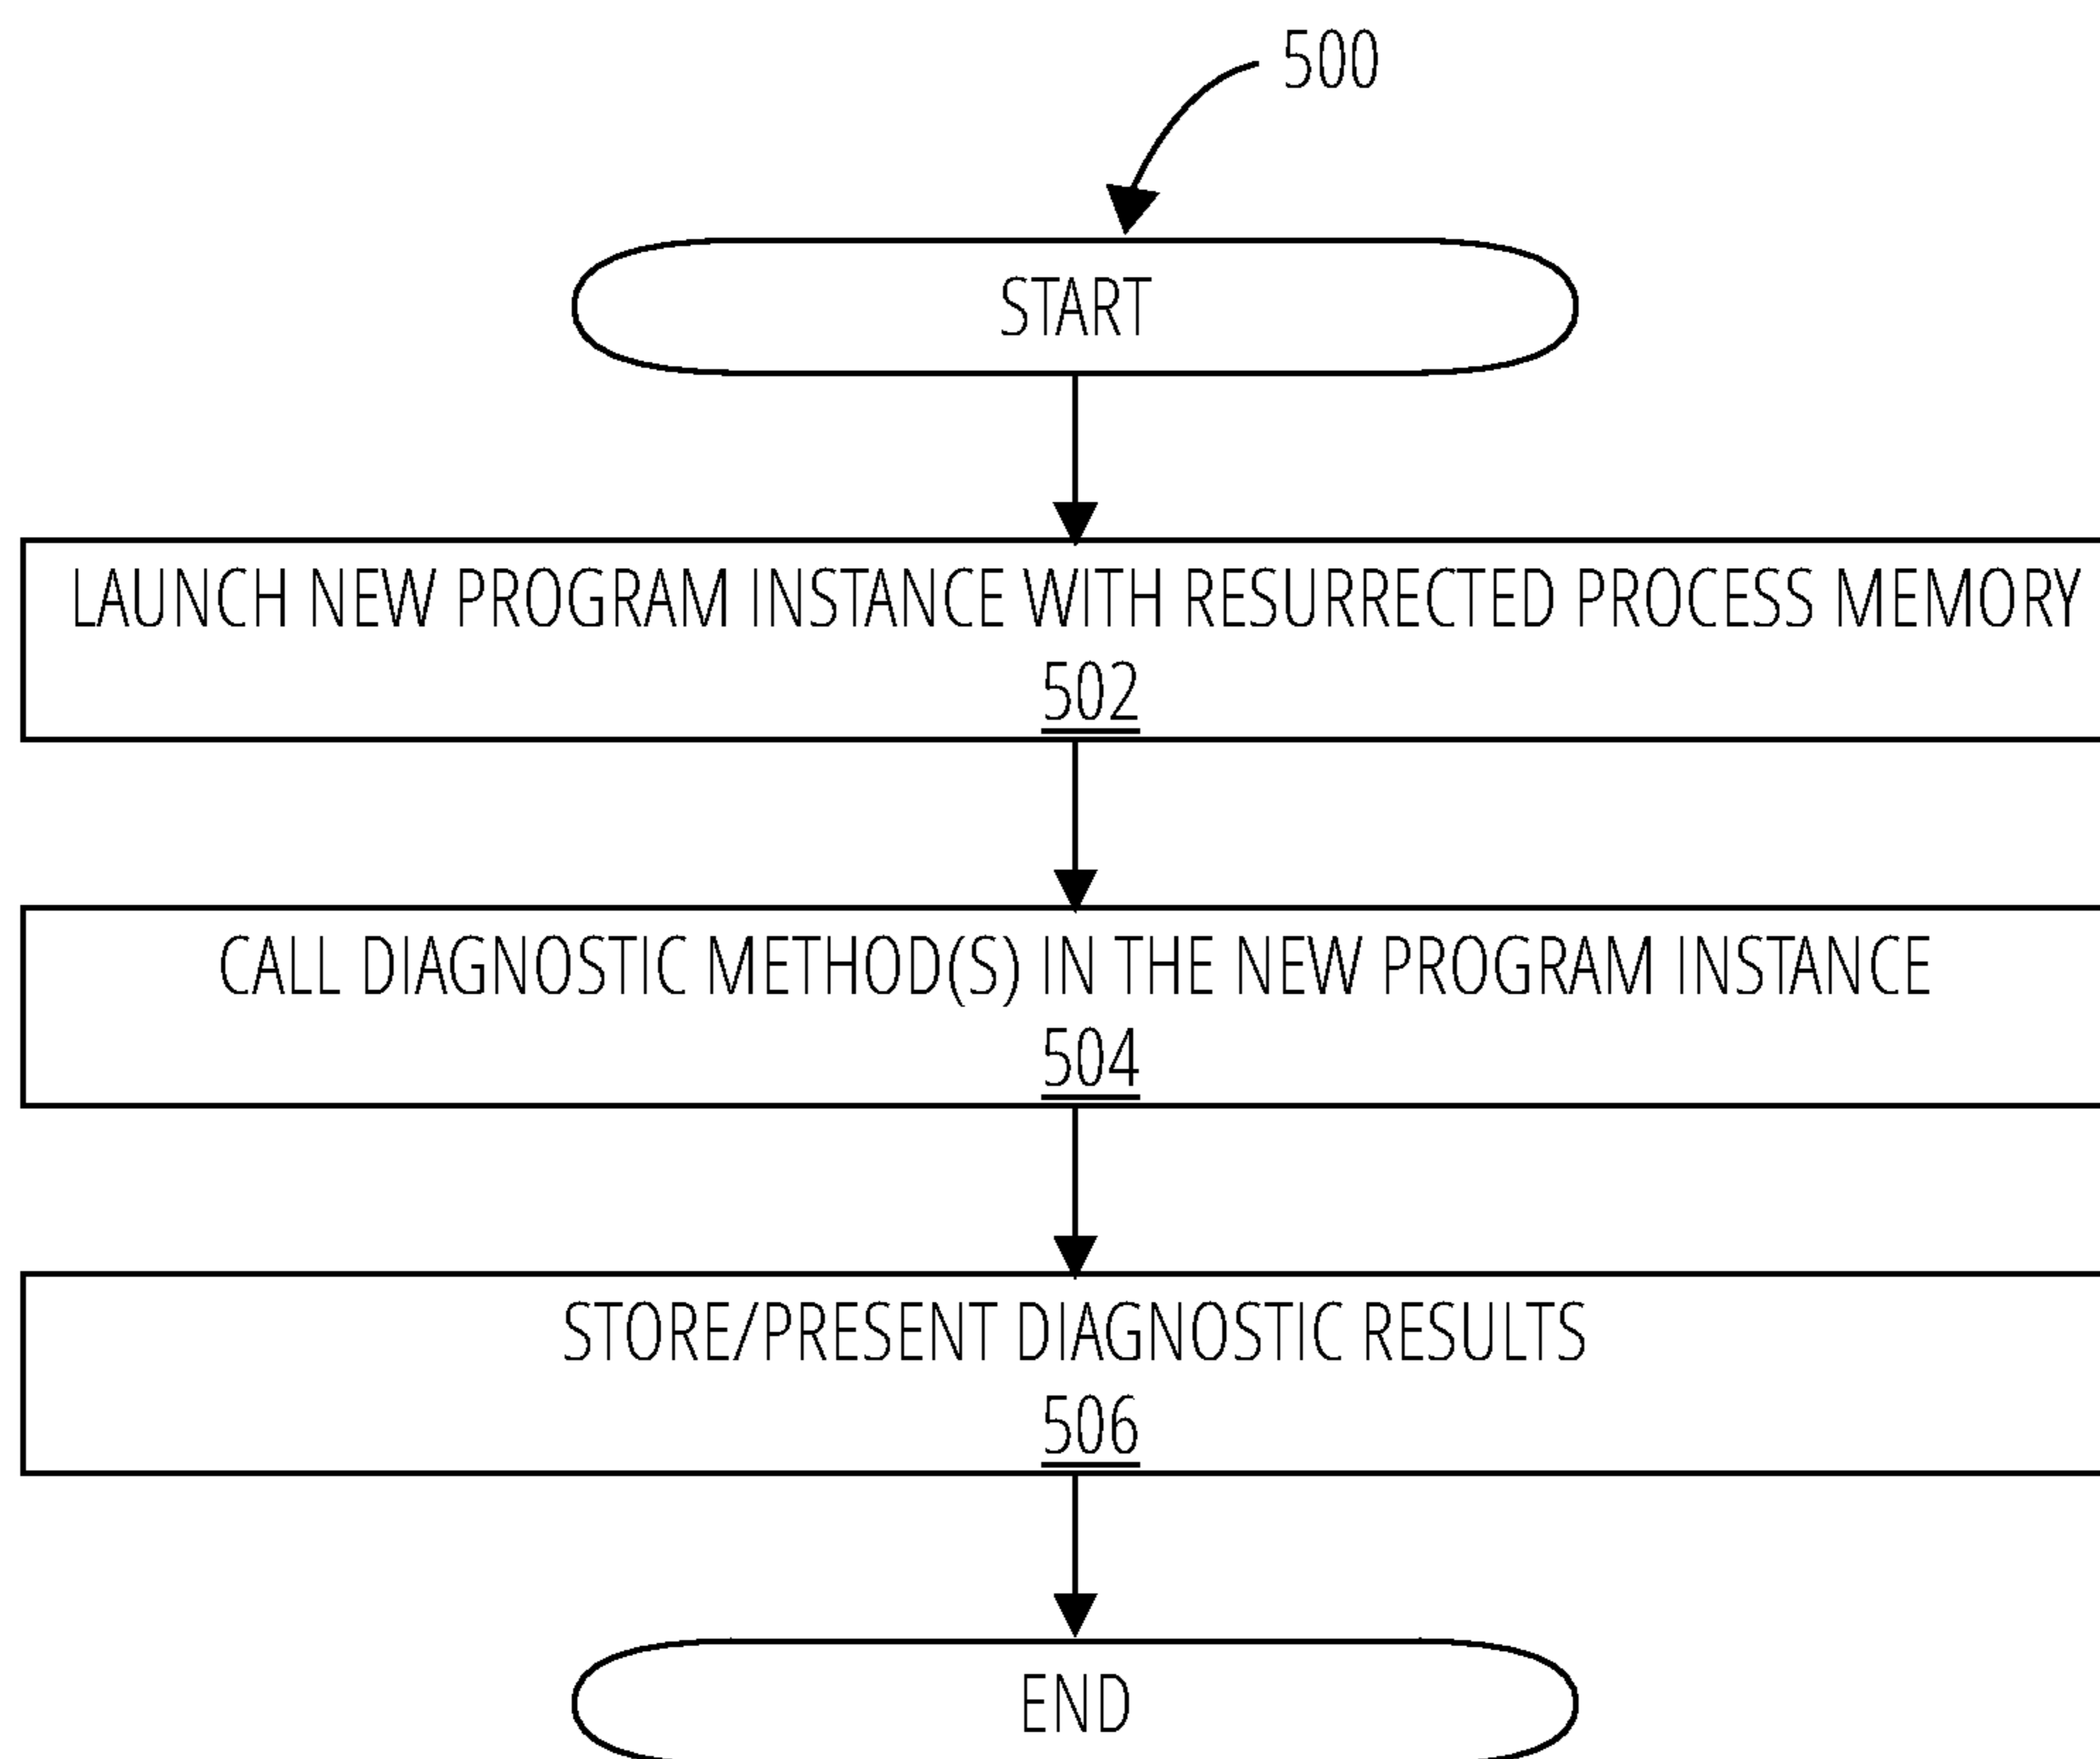 500
START
LAUNCH NEW PROGRAM INSTANCE WITH RESURRECTED PROCESS MEMORY
502
CALL DIAGNOSTIC METHOD(S) IN THE NEW PROGRAM INSTANCE
504
STORE/PRESENT DIAGNOSTIC RESULTS
506
END